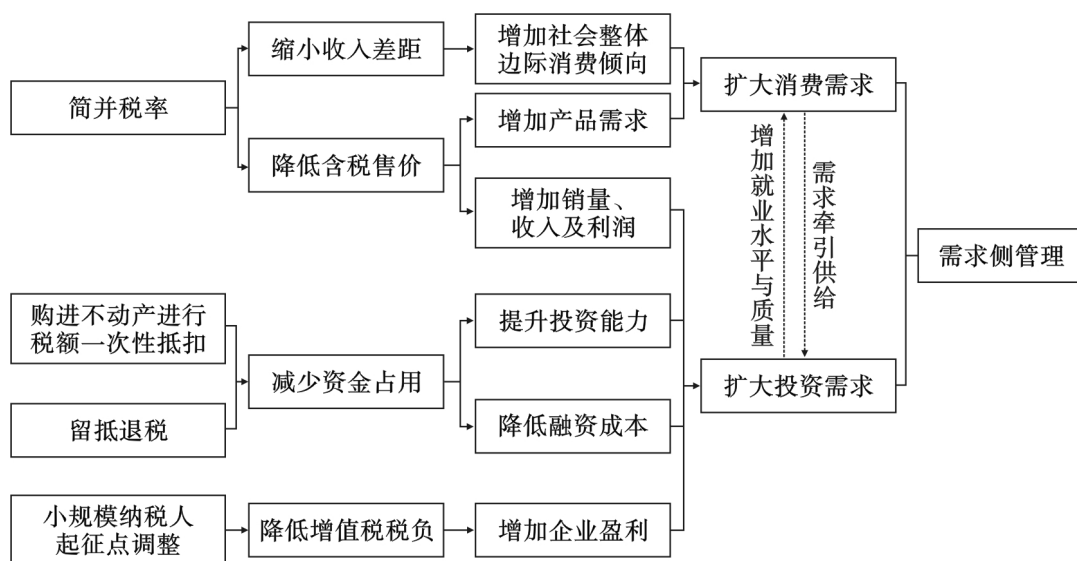 简并税率
缩小收入差距
增加社会整体
边际消费倾向
降低含税售价
增加产品需求
增加销量、
收入及利润
扩大消费需求
增加就业水平与质量
需求牵引供给
需求侧管理
购进不动产进行
税额一次性抵扣
留抵退税
减少资金占用
提升投资能力
降低融资成本
扩大投资需求
小规模纳税人
起征点调整
降低增值税税负
增加企业盈利